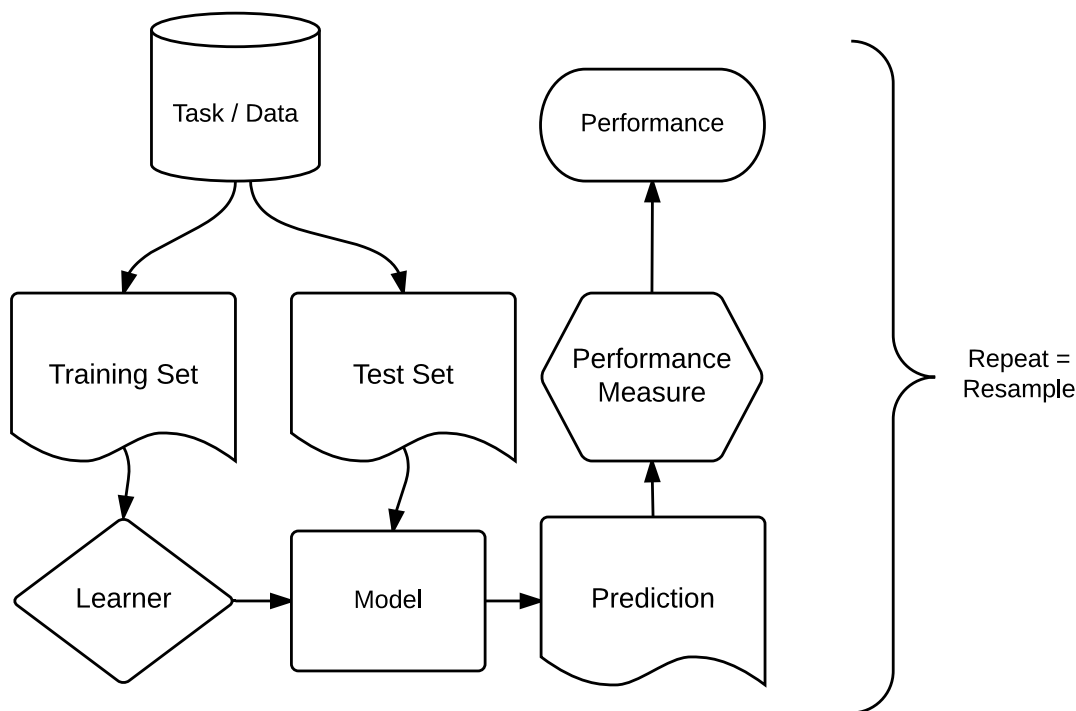 Task / Data
Performance
Training Set
Test Set
Performance
Measure
Repeat =
Resample
Learner
Model
Prediction